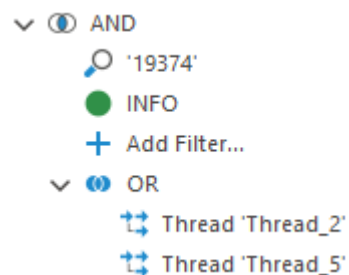 AND
'19374'
INFO
Add Filter...
OR
Thread 'Thread_2'
Thread 'Thread_5'